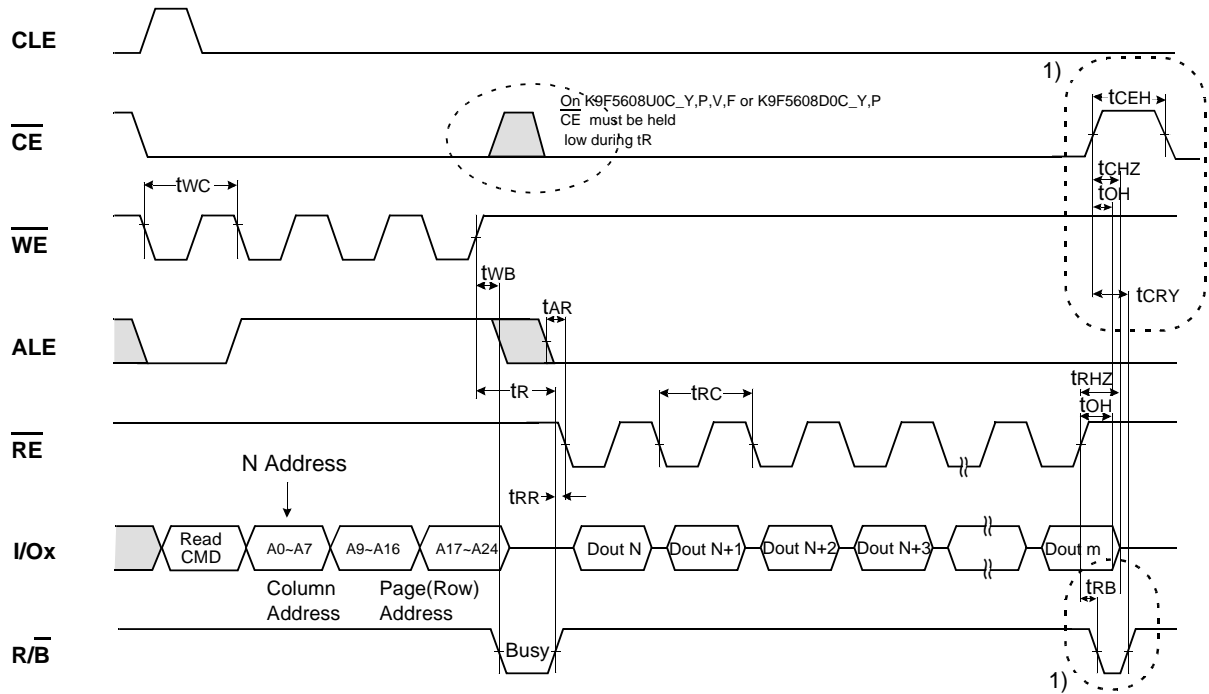 CLE
1)
tCEH
On K9F5608U0C_Y,P,V,F or K9F5608D0C_Y,P
CE must be held
low during tR
CE
tCHZ
tOH
tWC
WE
tWB
tCRY
tAR
ALE
tR
tRC
tRHZ
tOH
RE
N Address
tRR
I/Ox
Read
CMD
A0~A7
A9~A16
A17~A24
Dout N
Dout N+1
Dout N+2
Dout N+3
Dout m
Column
Address
Page(Row)
Address
tRB
R/B
Busy
1)